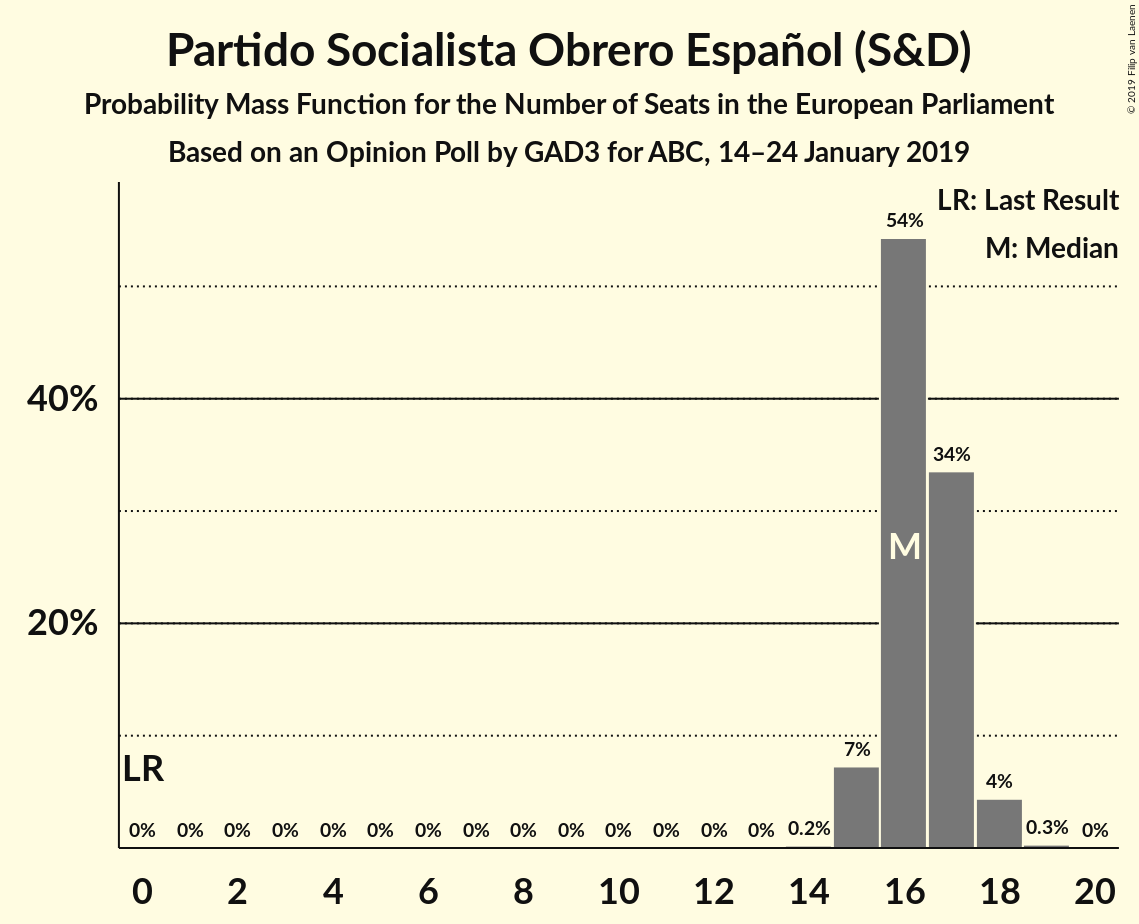 Partido Socialista Obrero Español (S&D)
Probability Mass Function for the Number of Seats in the European Parliament
Based on an Opinion Poll by GAD3 for ABC, 14–24 January 2019
© 2019 Filip van Laenen
LR: Last Result
M: Median
54%
40%
34%
M
20%
7%
LR
4%
0% 0% 0% 0% 0% 0% 0% 0% 0% 0% 0% 0% 0% 0% 0.2% 0.3% 0%
0 2 4 6 8 10 12 14 16 18 20